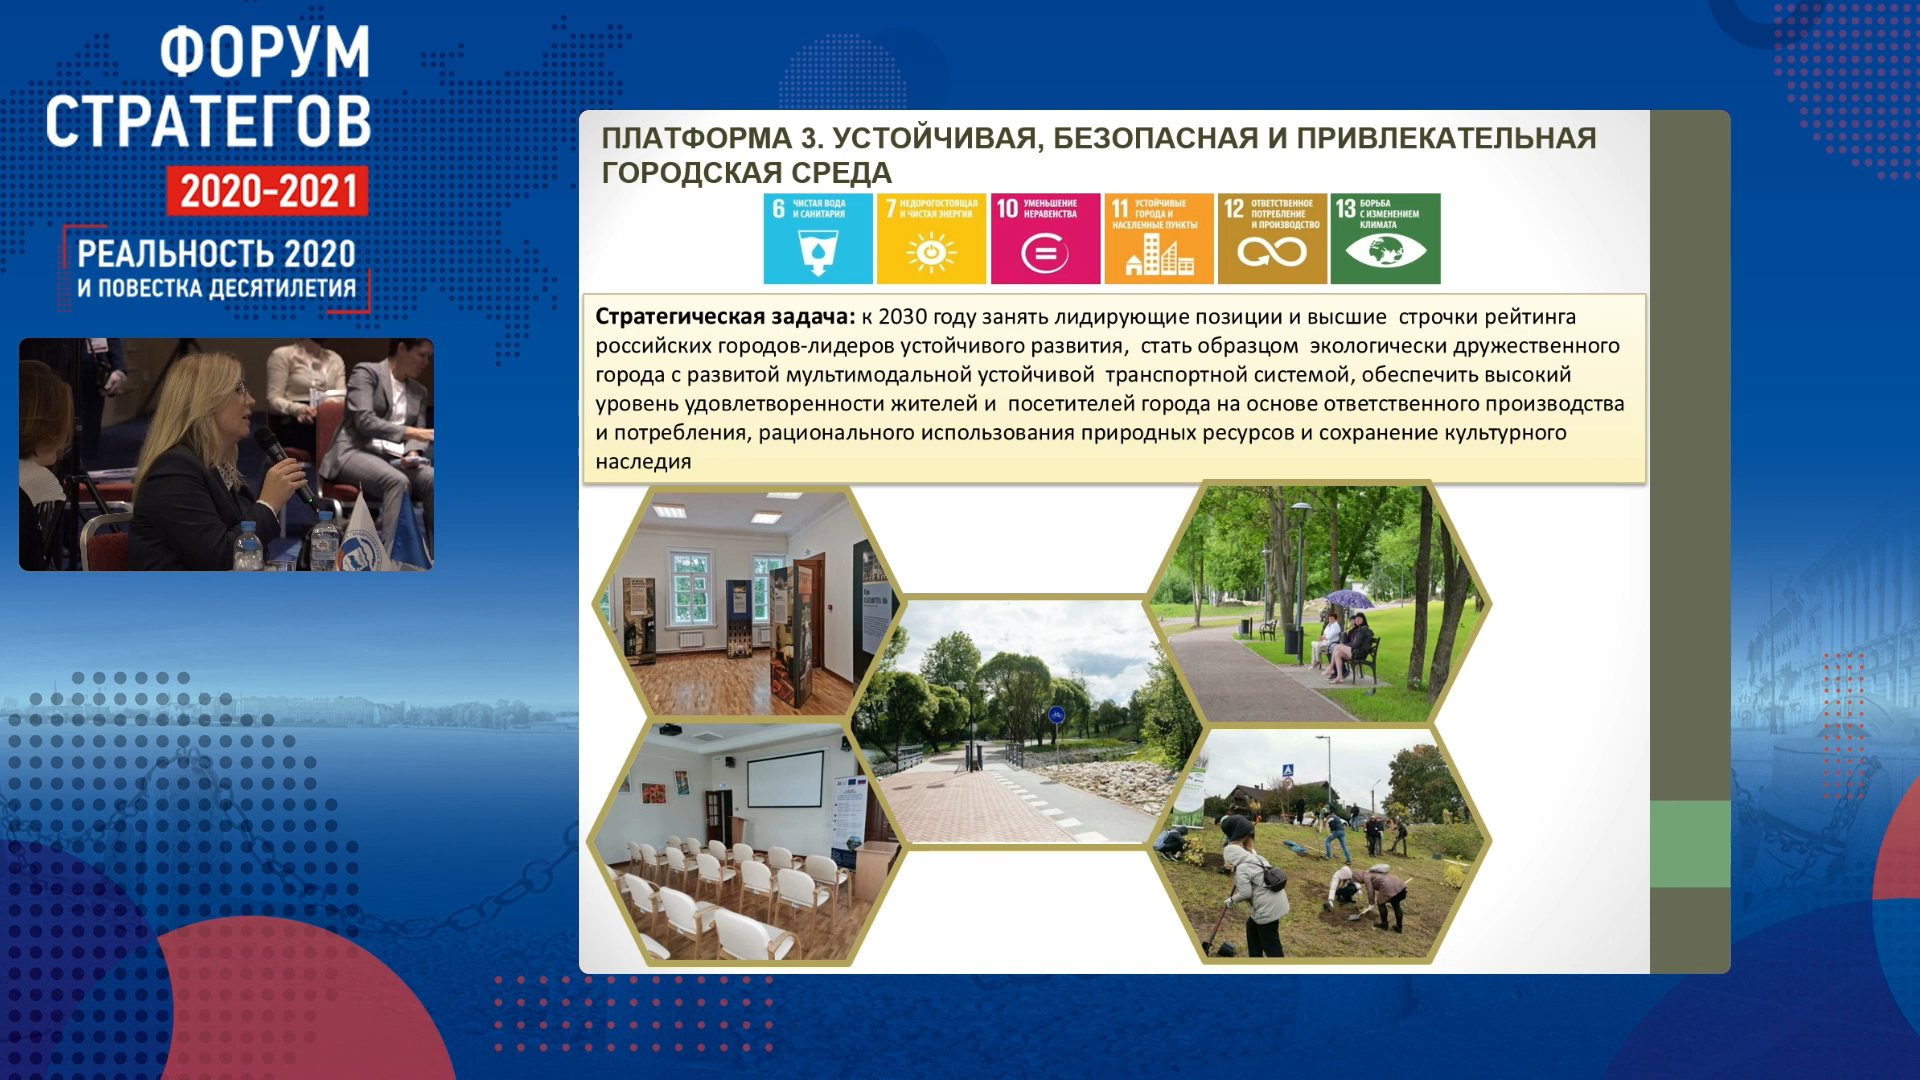 ФОРУМ
СТРАТЕГОВ
2020-2021
РЕАЛЬНОСТЬ 2020
И ПОВЕСТКА ДЕСЯТИЛЕТИЯ
ПЛАТФОРМА 3. УСТОЙЧИВАЯ, БЕЗОПАСНАЯ И ПРИВЛЕКАТЕЛЬНАЯ
ГОРОДСКАЯ СРЕДА
6 ЧИСТАЯ ВОДА
И САНИТАРИЯ
7 НЕДОРОГОСТОЯЩАЯ
И ЧИСТАЯ ЭНЕРГИЯ
10 УМЕНЬШЕНИЕ
НЕРАВЕНСТВА
11 УСТОЙЧИВЫЕ
ГОРОДА И
НАСЕЛЕННЫЕ ПУНКТЫ
12 ОТВЕТСТВЕННОЕ
ПОТРЕБЛЕНИЕ
И ПРОИЗВОДСТВО
13 БОРЬБА
С ИЗМЕНЕНИЕМ
КЛИМАТА
Стратегическая задача: к 2030 году занять лидирующие позиции и высшие строчки рейтинга
российских городов-лидеров устойчивого развития, стать образцом экологически дружественного
города с развитой мультимодальной устойчивой транспортной системой, обеспечить высокий
уровень удовлетворенности жителей и посетителей города на основе ответственного производства
и потребления, рационального использования природных ресурсов и сохранение культурного
наследия